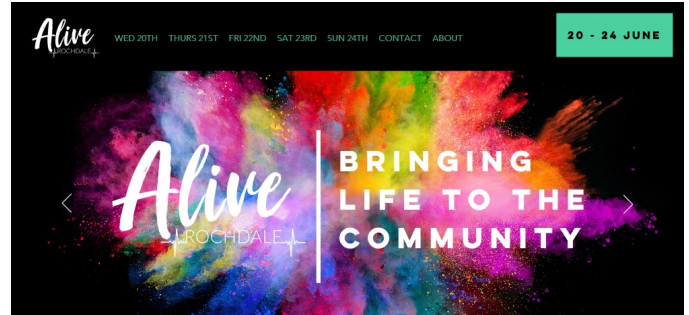 Alive
ROCHDALE
WED 20TH THURS 21ST FRI 22ND SAT 23RD SUN 24TH CONTACT ABOUT
20 - 24 JUNE
Alive
ROCHDALE
BRINGING
LIFE TO THE
COMMUNITY